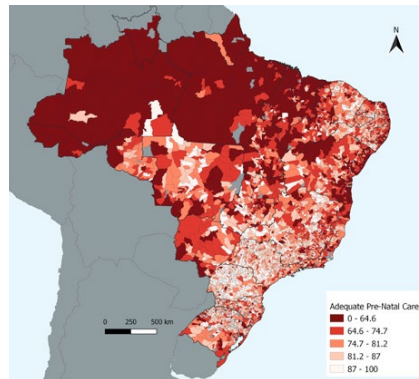 N
Adequate Pre-Natal Care
0 - 64.6
64.6 - 74.7
74.7 - 81.2
81.2 - 87
87 - 100
0 250 500 km